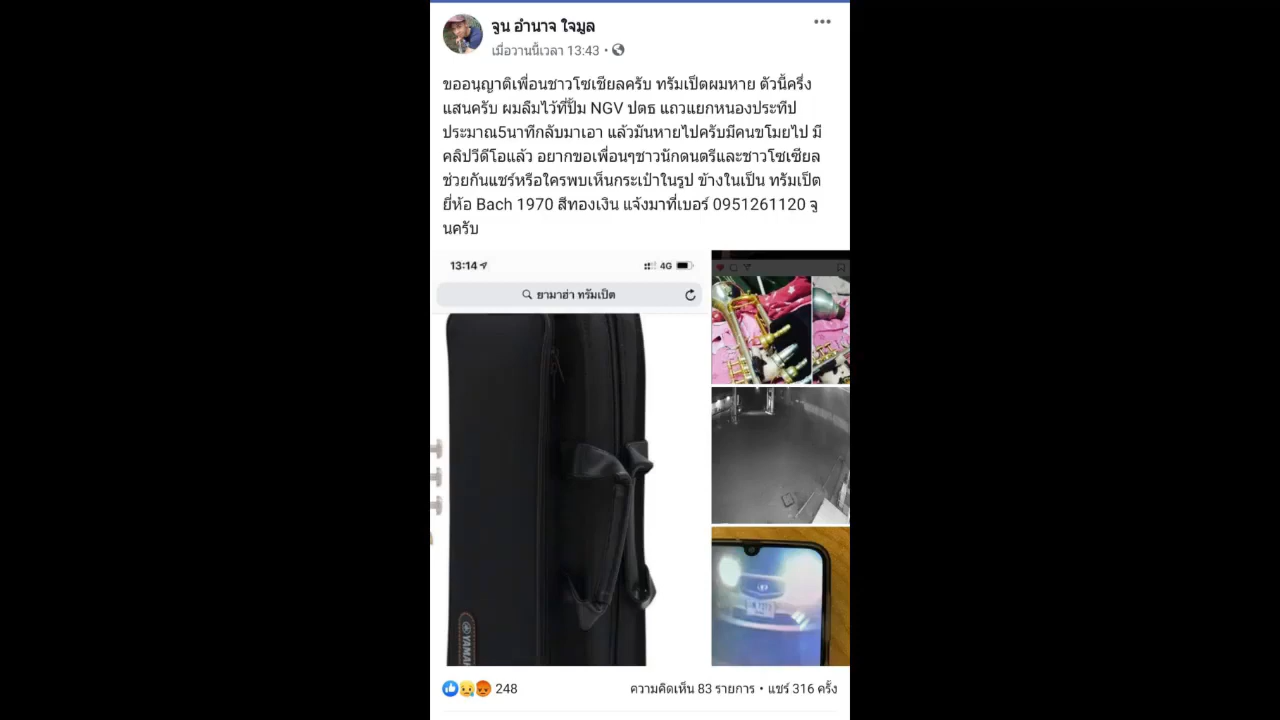 จูน อำนาจ ใจมูล
เมื่อวานนี้เวลา 13:43
ขออนุญาติเพื่อนชาวโซเชียลครับ ทรัมเป็ตผมหาย ตัวนี้ครึ่ง
แสนครับ ผมลืมไว้ที่ปั้ม NGV ปตธ แถวแยกหนองประทีป
ประมาณ5นาทีกลับมาเอา แล้วมันหายไปครับมีคนขโมยไป มี
คลิปวีดีโอแล้ว อยากขอเพื่อนๆชาวนักดนตรีและชาวโซเซียล
ช่วยกันแชร์หรือใครพบเห็นกระเป๋าในรูป ข้างในเป็น ทรัมเป็ต
ยี่ห้อ Bach 1970 สีทองเงิน แจ้งมาที่เบอร์ 0951261120 จู
นครับ
13:14
4G
ยามาฮ่า ทรัมเป็ต
YAMAH
248
ความคิดเห็น 83 รายการ • แชร์ 316 ครั้ง